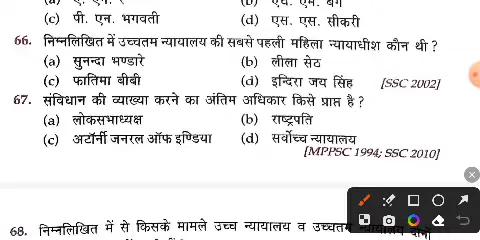 (c) पी. एन. भगवती (d) एस. एस. सीकरी
66. निम्नलिखित में उच्चतम न्यायालय की सबसे पहली महिला न्यायाधीश कौन थी ?
(a) सुनन्दा भण्डारे (b) लीला सेठ
(c) फातिमा बीबी (d) इन्दिरा जय सिंह [SSC 2002]
67. संविधान की व्याख्या करने का अंतिम अधिकार किसे प्राप्त है ?
(a) लोकसभाध्यक्ष (b) राष्ट्रपति
(c) अटॉर्नी जनरल ऑफ इण्डिया (d) सर्वोच्च न्यायालय
[MPPSC 1994; SSC 2010]
68. निम्नलिखित में से किसके मामले उच्च न्यायालय व उच्चतम